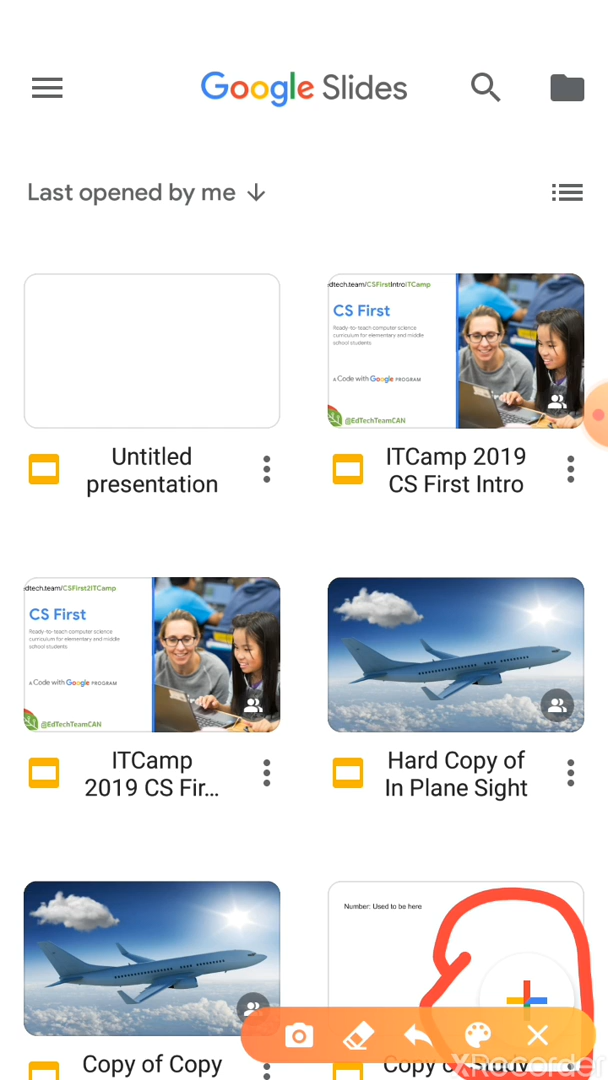 Google Slides
Last opened by me
edtech.team/CSFirstIntroITCamp
CS First
Ready-to-teach computer science
curriculum for elementary and middle
school students.
A Code with Google PROGRAM
@EdTechTeamCAN
Untitled
presentation
ITCamp 2019
CS First Intro
edtech.team/CSFirst2ITCamp
CS First
Ready-to-teach computer science
curriculum for elementary and middle
school students.
A Code with Google PROGRAM
@EdTechTeamCAN
ITCamp
2019 CS Fir...
Hard Copy of
In Plane Sight
Number: Used to be here
Copy of Copy
Copy of Study
XRecorder